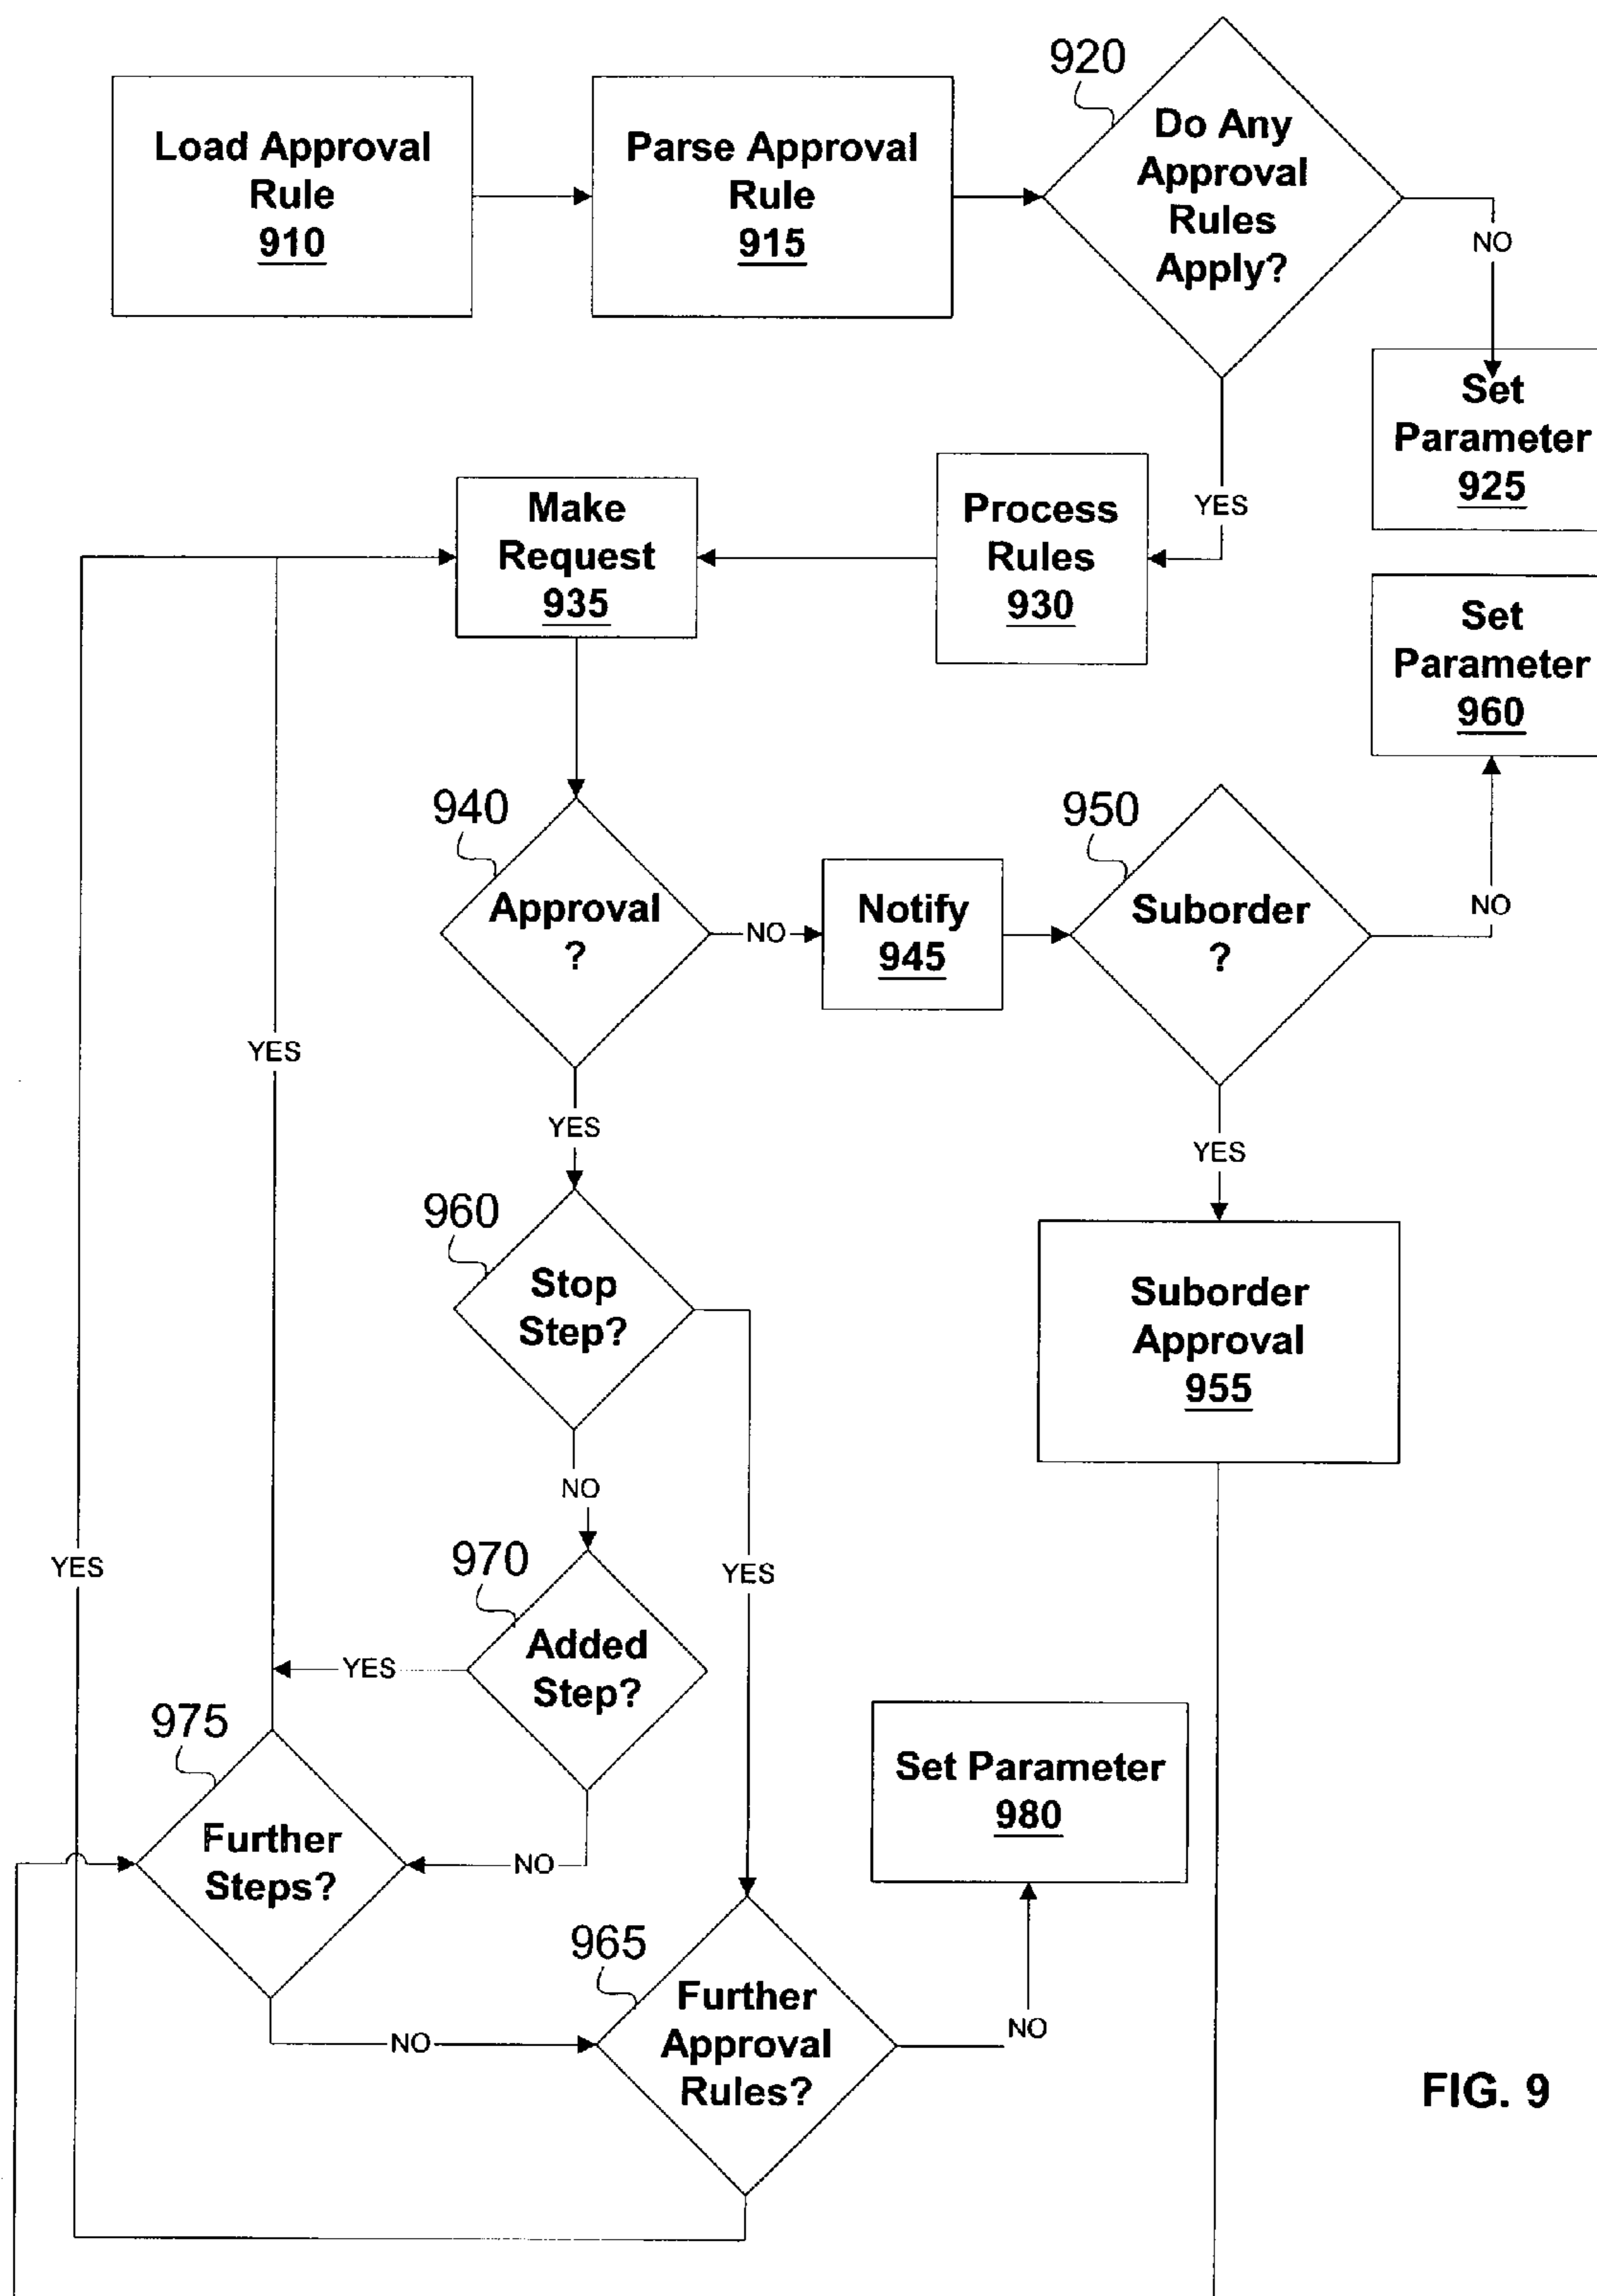 920
Load Approval
Rule
910
Parse Approval
Rule
915
Do Any
Approval
Rules
Apply?
NO
Set
Parameter
925
YES
Make
Request
935
Process
Rules
930
Set
Parameter
960
940
Approval
?
NO
Notify
945
950
Suborder
?
NO
YES
YES
YES
960
Stop
Step?
Suborder
Approval
955
NO
YES
YES
970
Added
Step?
YES
975
Further
Steps?
NO
Set Parameter
980
965
Further
Approval
Rules?
NO
NO
FIG. 9